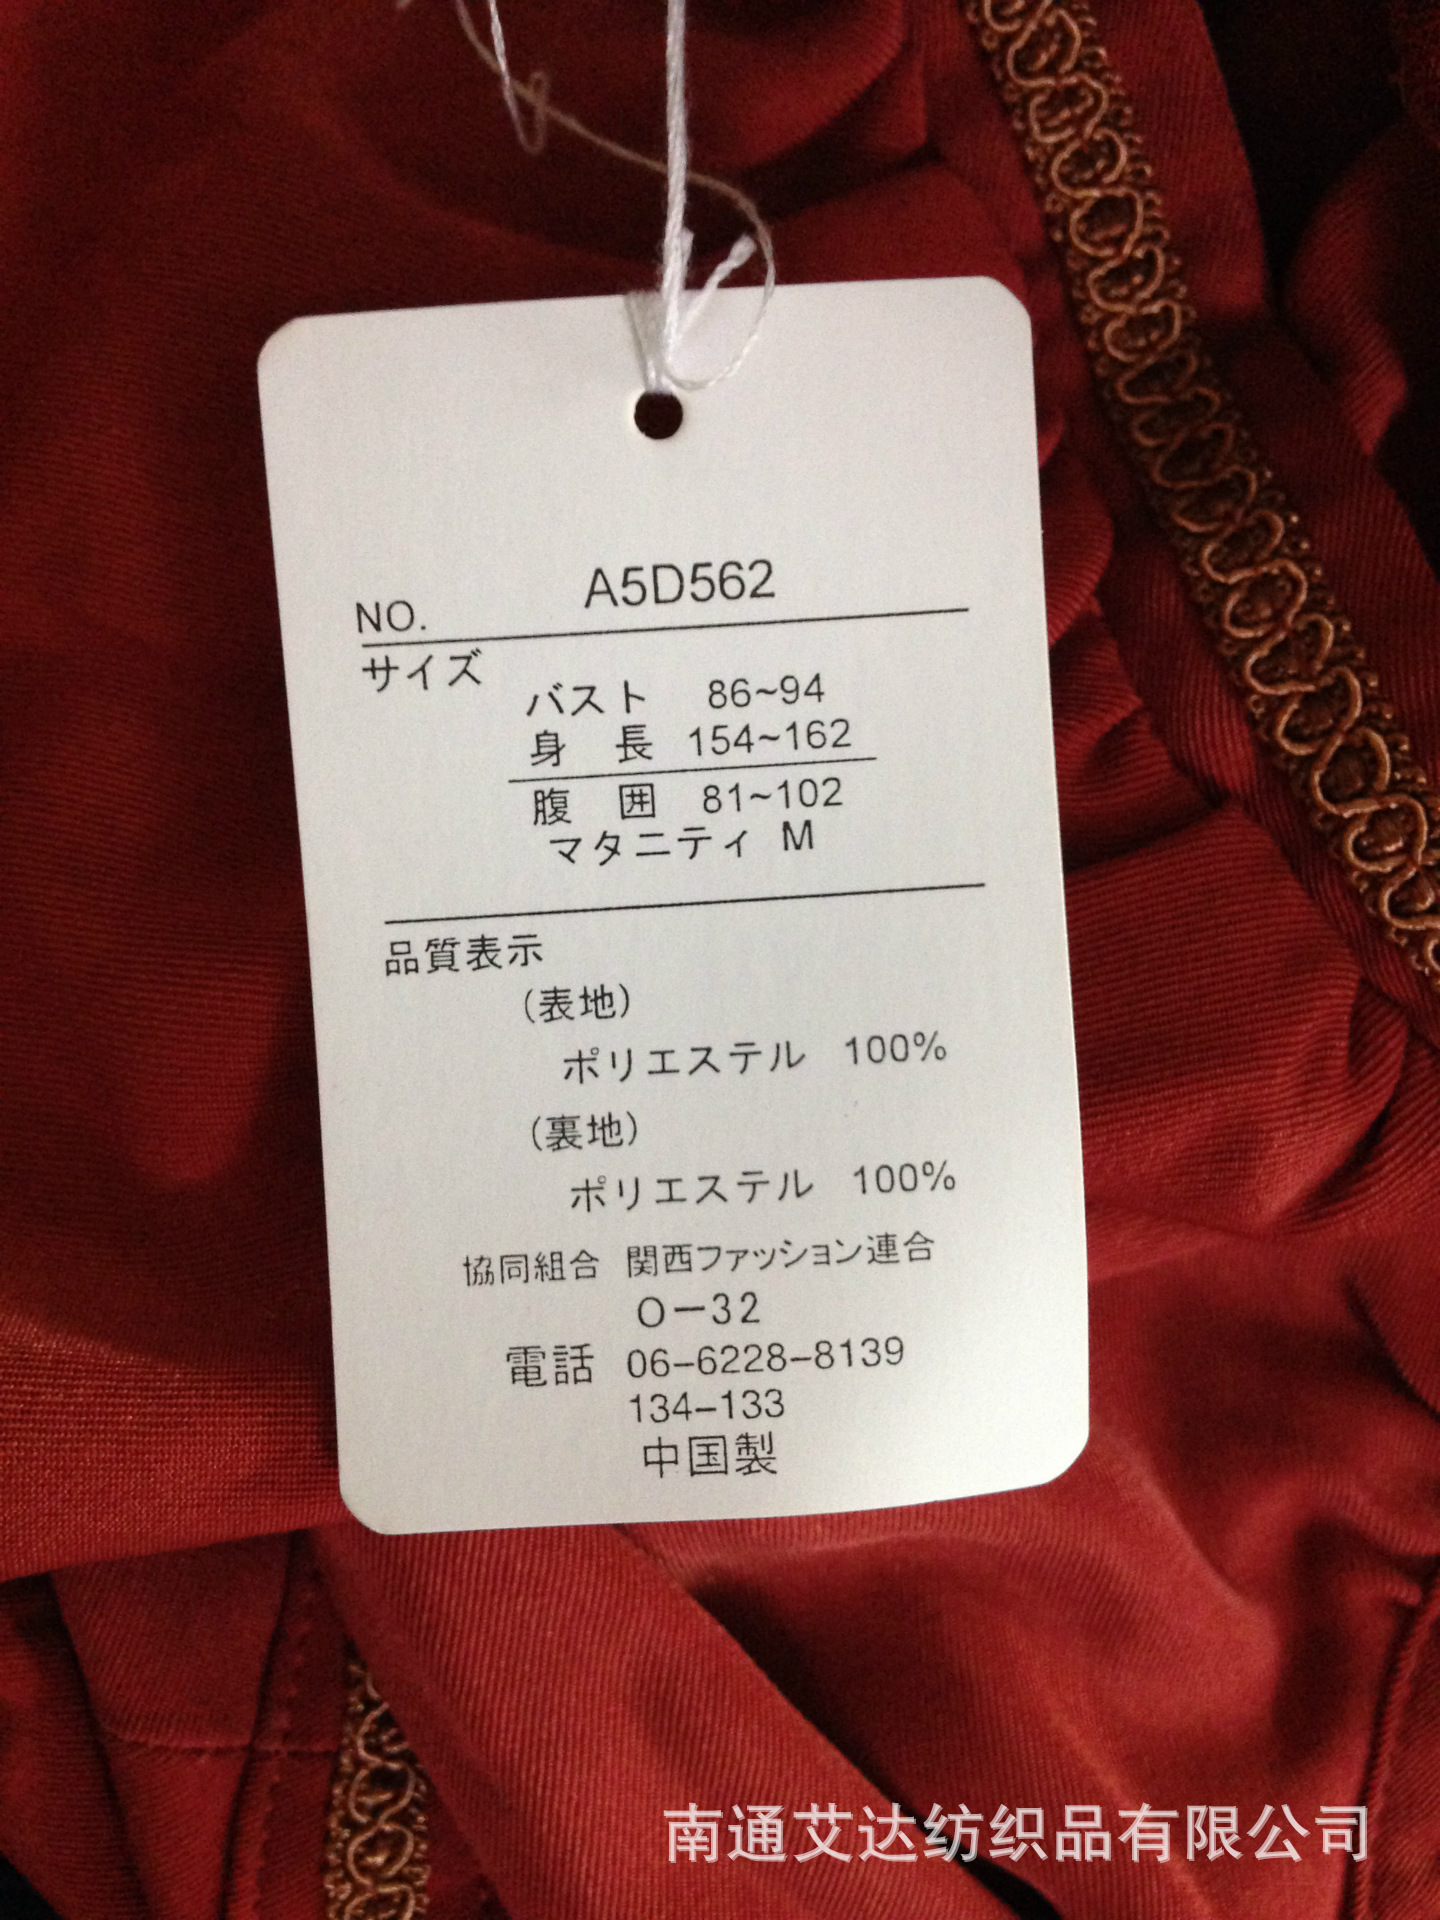 NO. A5D562
サイズ
バスト 86~94
身 長 154~162
腹 囲 81~102
マタニティ M
品質表示
(表地)
ポリエステル 100%
(裏地)
ポリエステル 100%
協同組合 関西ファッション連合
O-32
電話 06-6228-8139
134-133
中国製
南通艾达纺织品有限公司